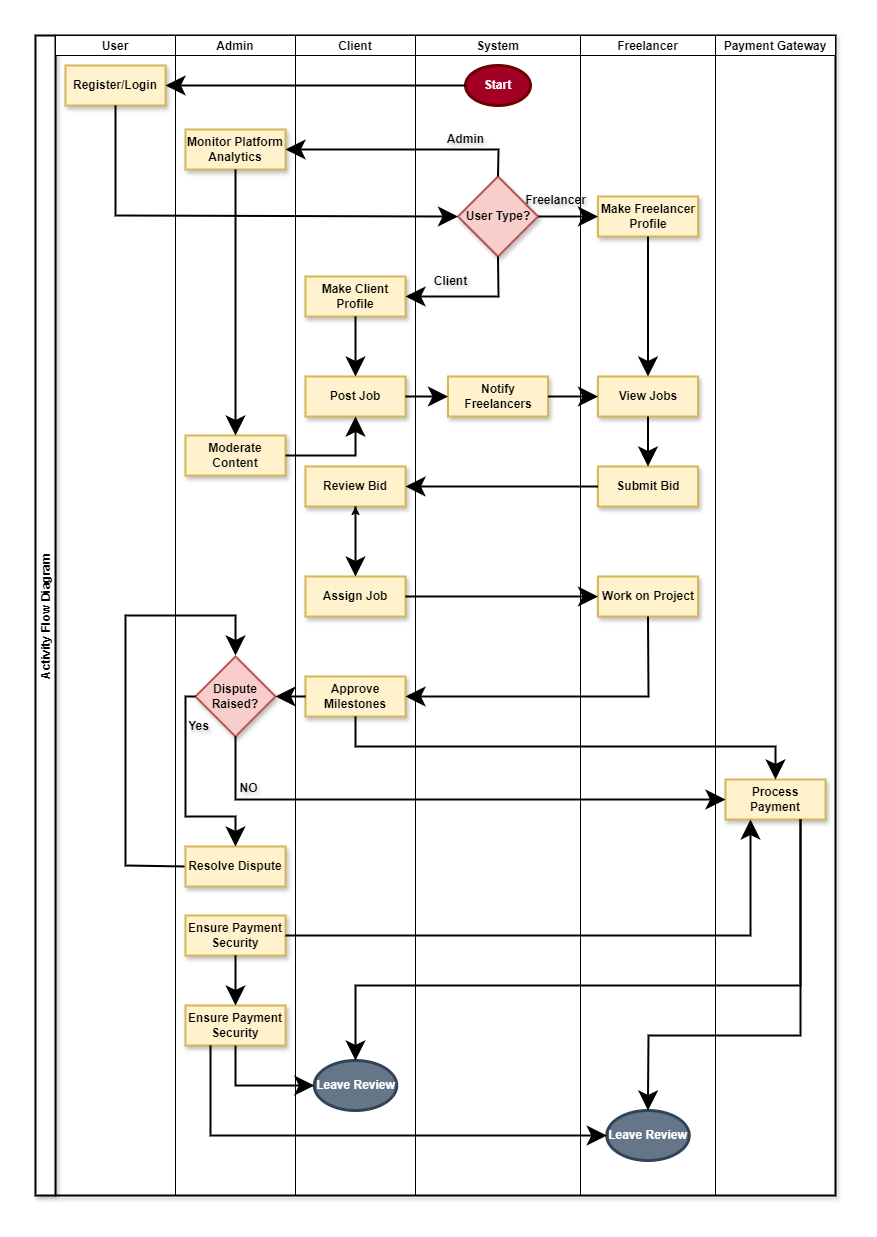 User
Admin
Client
System
Freelancer
Payment Gateway
Activity Flow Diagram
Register/Login
Start
Monitor Platform
Analytics
Admin
User Type?
Freelancer
Make Freelancer
Profile
Client
Make Client
Profile
Post Job
Notify
Freelancers
View Jobs
Moderate
Content
Review Bid
Submit Bid
Assign Job
Work on Project
Dispute
Raised?
Approve
Milestones
Yes
NO
Process
Payment
Resolve Dispute
Ensure Payment
Security
Ensure Payment
Security
Leave Review
Leave Review